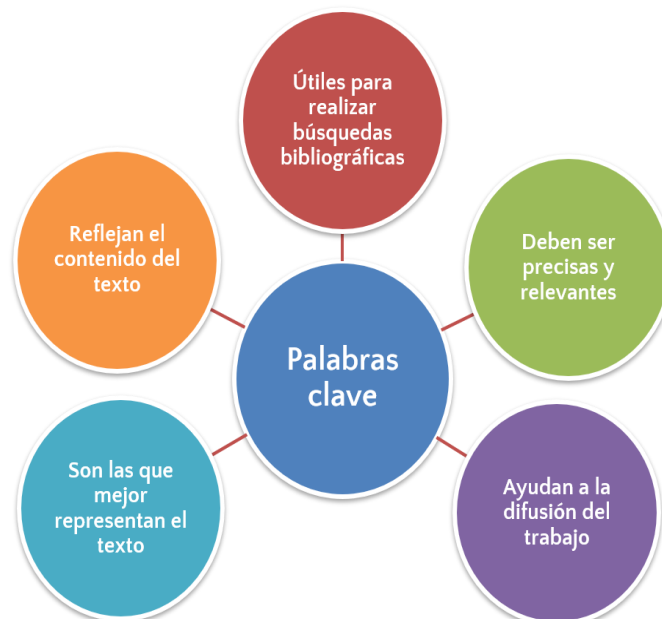 Útiles para
realizar
búsquedas
bibliográficas
Reflejan el
contenido del
texto
Deben ser
precisas y
relevantes
Palabras
clave
Son las que
mejor
representan el
texto
Ayudan a la
difusión del
trabajo